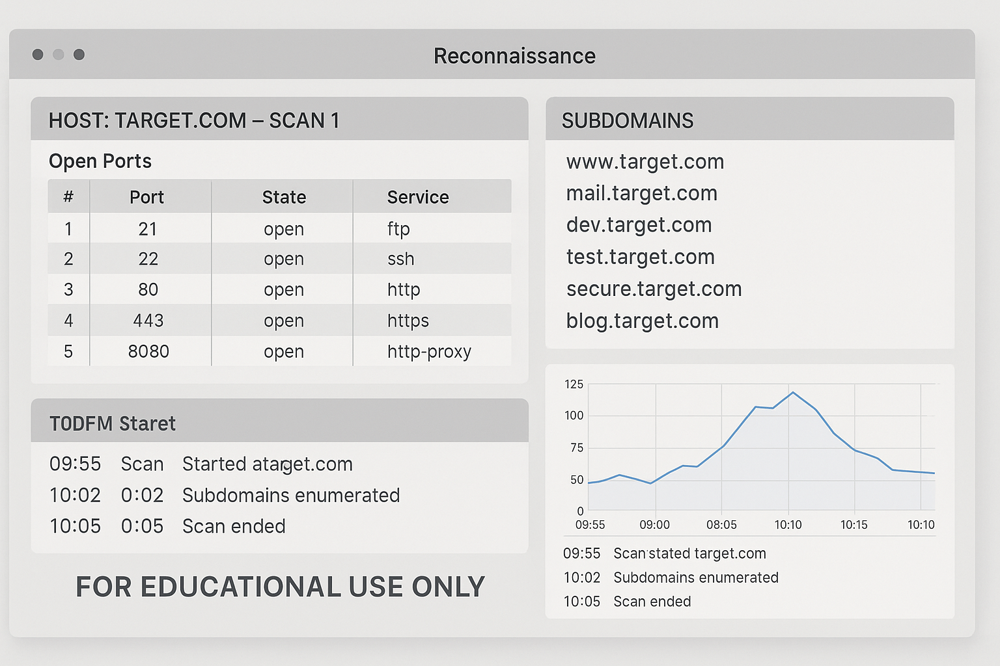 Reconnaissance
HOST: TARGET.COM – SCAN 1
Open Ports
# Port State Service
1 21 open ftp
2 22 open ssh
3 80 open http
4 443 open https
5 8080 open http-proxy
T0DFM Staret
09:55 Scan Started ataget.com
10:02 0:02 Subdomains enumerated
10:05 0:05 Scan ended
FOR EDUCATIONAL USE ONLY
SUBDOMAINS
www.target.com
mail.target.com
dev.target.com
test.target.com
secure.target.com
blog.target.com
125
100
75
50
0
09:55 09:00 08:05 10:10 10:15 10:10
09:55 Scan stated target.com
10:02 Subdomains enumerated
10:05 Scan ended